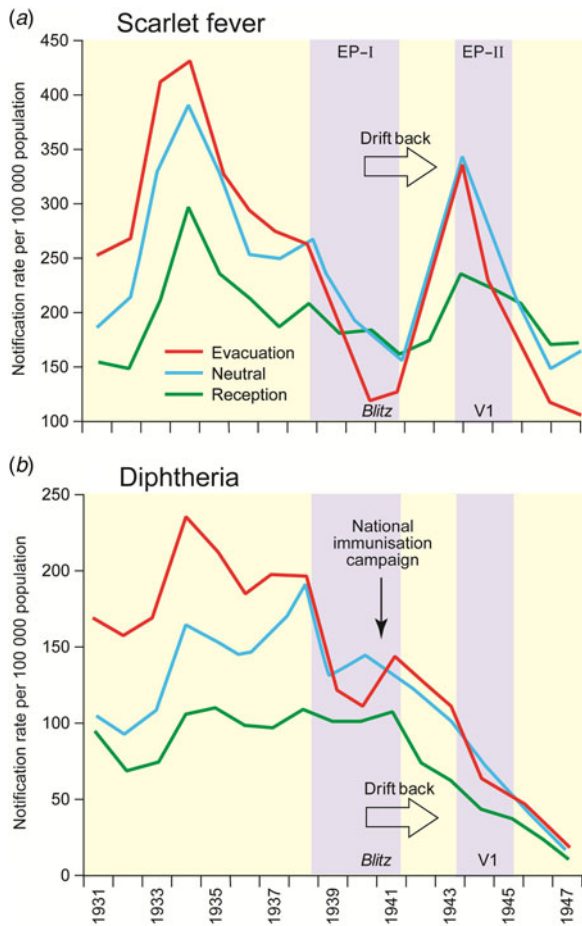 (a)
Scarlet fever
Notification rate per 100 000 population
450
400
350
300
250
200
150
100
EP–I
EP–II
Drift back
Evacuation
Neutral
Reception
Blitz
V1
(b)
Diphtheria
Notification rate per 100 000 population
250
200
150
100
50
0
National
immunisation
campaign
Drift back
Blitz
V1
1931
1933
1935
1937
1939
1941
1943
1945
1947